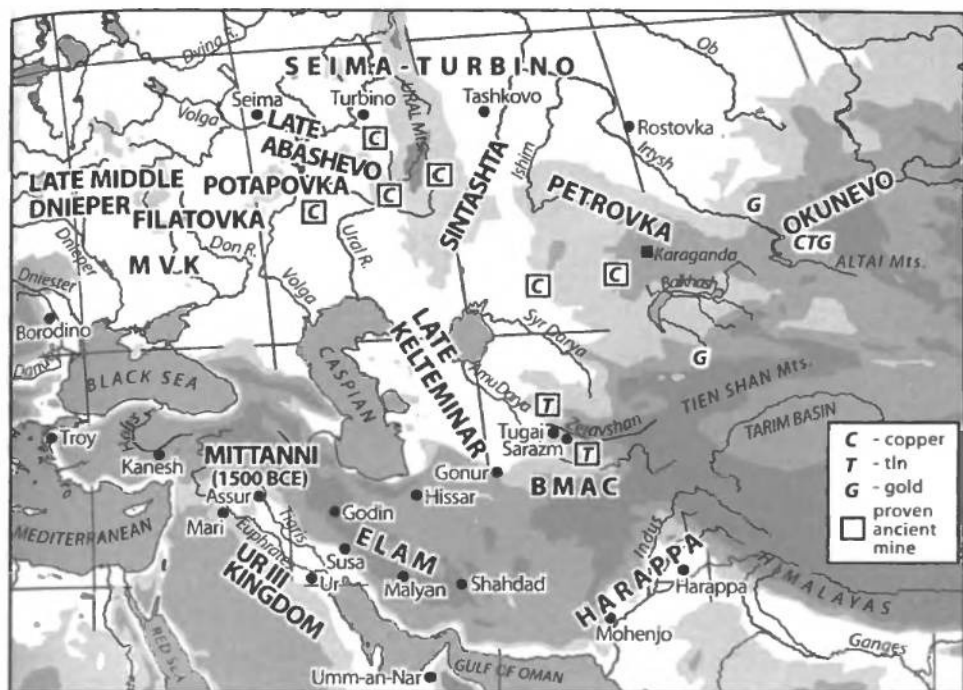 Dvina R.
Ob
SEIMA-TURBINO
Seima
Turbino
Tashkovo
Volga
URAL Mts.
Rostovka
LATE
ABASHEVO
C
Ishim
Irtysh
C
LATE MIDDLE
DNIEPER
POTAPOVKA
C
C
SINTASHTA
PETROVKA
G
OKUNEVO
FILATOVKA
CTG
Dnieper
Don R.
Ural R.
Karaganda
ALTAI Mts.
MVK
Dniester
Volga
C
C
Balkhash
Borodino
Syr Darya
G
LATE
KELTEMINAR
CASPIAN
BLACK SEA
Amu Darya
TIEN SHAN Mts.
T
Zeravshan
TARIM BASIN
Troy
Halys
Tugai
Sarazm
T
Kanesh
MITTANNI
(1500 BCE)
Gonur
BMAC
Assur
Hissar
Mari
Godin
MEDITERRANEAN
Tigris
Euphrates
ELAM
Indus
Susa
UR III
KINGDOM
Ur
Malyan
Shahdad
HARAPPA
Harappa
HIMALAYAS
Mohenjo
Ganges
RED SEA
GULF OF OMAN
Umm-an-Nar
C - copper
T - tin
G - gold
proven
ancient
mine